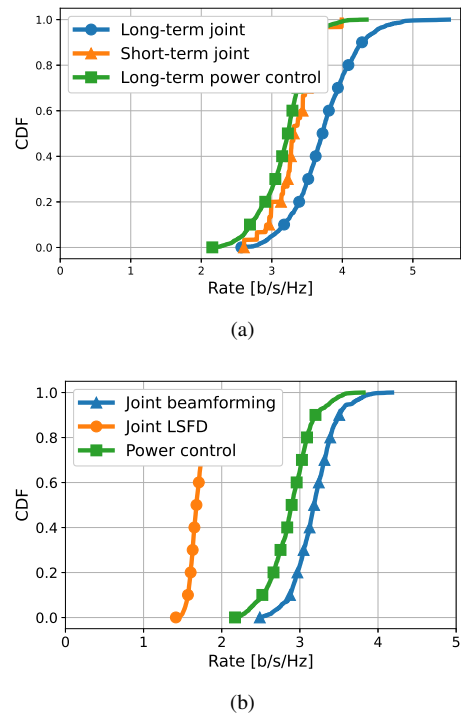 Long-term joint
Short-term joint
Long-term power control
1.0
0.8
0.6
0.4
0.2
0.0
CDF
0 1 2 3 4 5
Rate [b/s/Hz]
(a)
Joint beamforming
Joint LSFD
Power control
1.0
0.8
0.6
0.4
0.2
0.0
CDF
0 1 2 3 4 5
Rate [b/s/Hz]
(b)